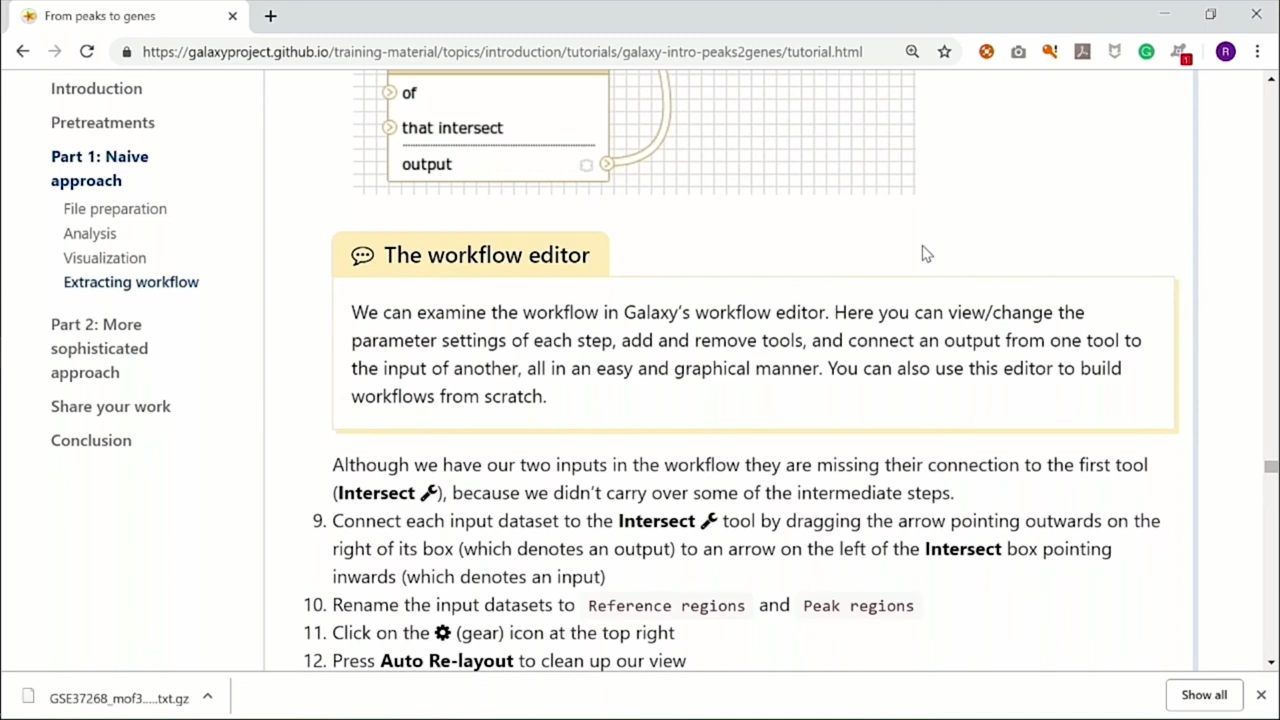 From peaks to genes
https://galaxyproject.github.io/training-material/topics/introduction/tutorials/galaxy-intro-peaks2genes/tutorial.html
R
1
Introduction
Pretreatments
Part 1: Naive
approach
File preparation
Analysis
Visualization
Extracting workflow
Part 2: More
sophisticated
approach
Share your work
Conclusion
of
that intersect
output
The workflow editor
We can examine the workflow in Galaxy’s workflow editor. Here you can view/change the
parameter settings of each step, add and remove tools, and connect an output from one tool to
the input of another, all in an easy and graphical manner. You can also use this editor to build
workflows from scratch.
Although we have our two inputs in the workflow they are missing their connection to the first tool
(Intersect ), because we didn’t carry over some of the intermediate steps.
9. Connect each input dataset to the Intersect tool by dragging the arrow pointing outwards on the
right of its box (which denotes an output) to an arrow on the left of the Intersect box pointing
inwards (which denotes an input)
10. Rename the input datasets to Reference regions and Peak regions
11. Click on the (gear) icon at the top right
12. Press Auto Re-layout to clean up our view
GSE37268_mof3.....txt.gz
Show all